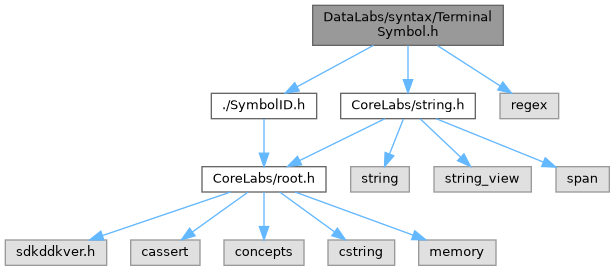 DataLabs/syntax/Terminal
Symbol.h
./SymbolID.h
CoreLabs/string.h
regex
CoreLabs/root.h
string
string_view
span
sdkddkver.h
cassert
concepts
cstring
memory